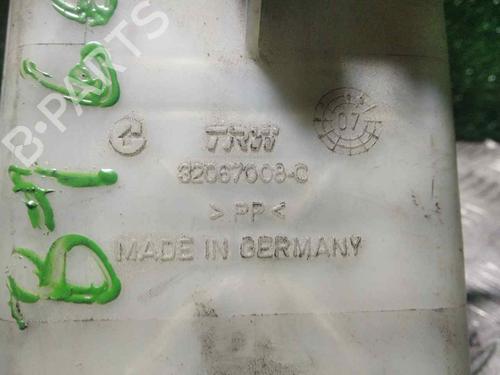 TRW
32067008-C
> PP <
MADE IN GERMANY
07
B-PARTS